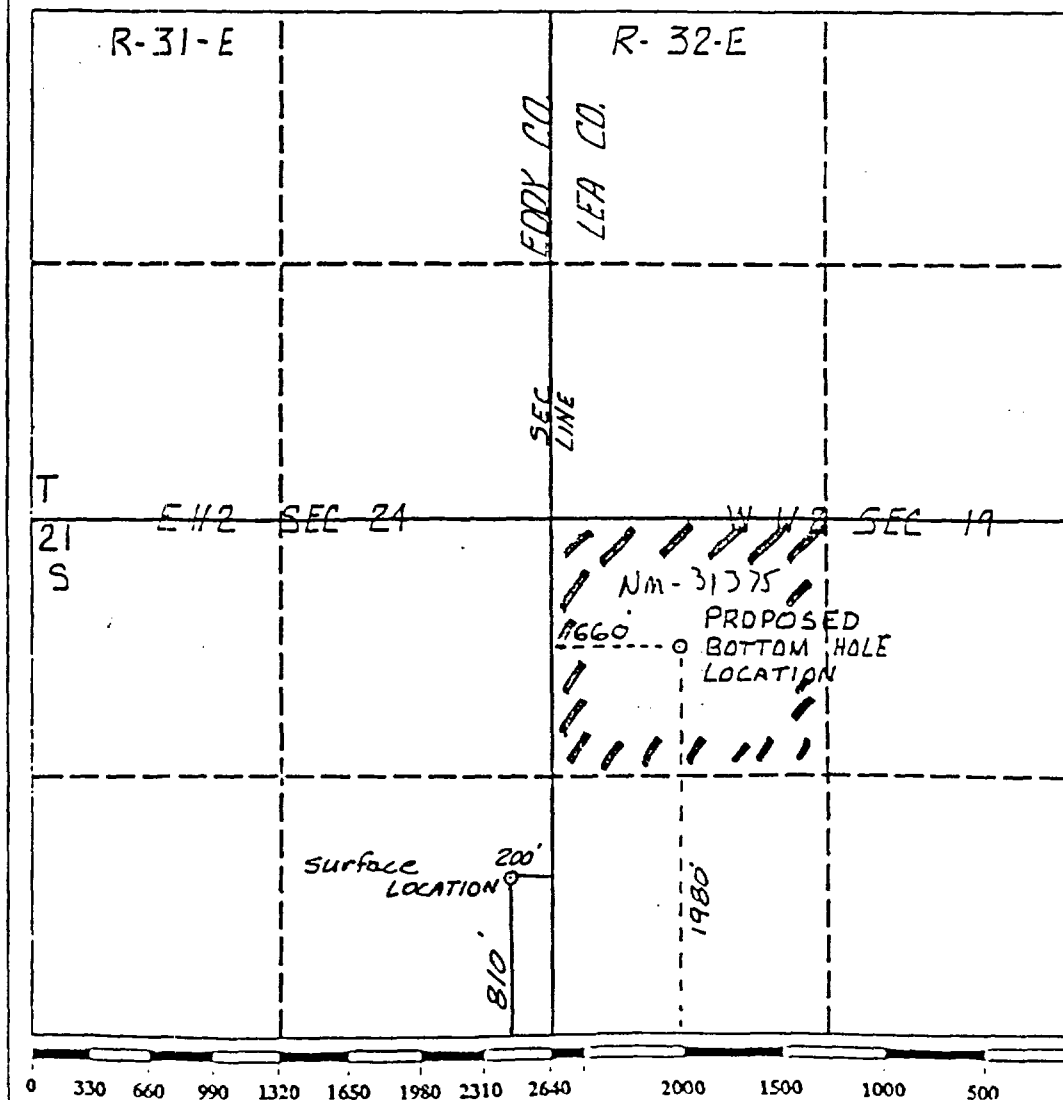 R-31-E
R-32-E
EDDY CO.
LEA CO.
SEC LINE
T
21
S
E 1/2 SEC 24
W 1/2 SEC 19
Nm-31375
660'
PROPOSED
BOTTOM HOLE
LOCATION
surface
LOCATION
200'
810'
1980'
0 330 660 990 1320 1650 1980 2310 2640 2000 1500 1000 500